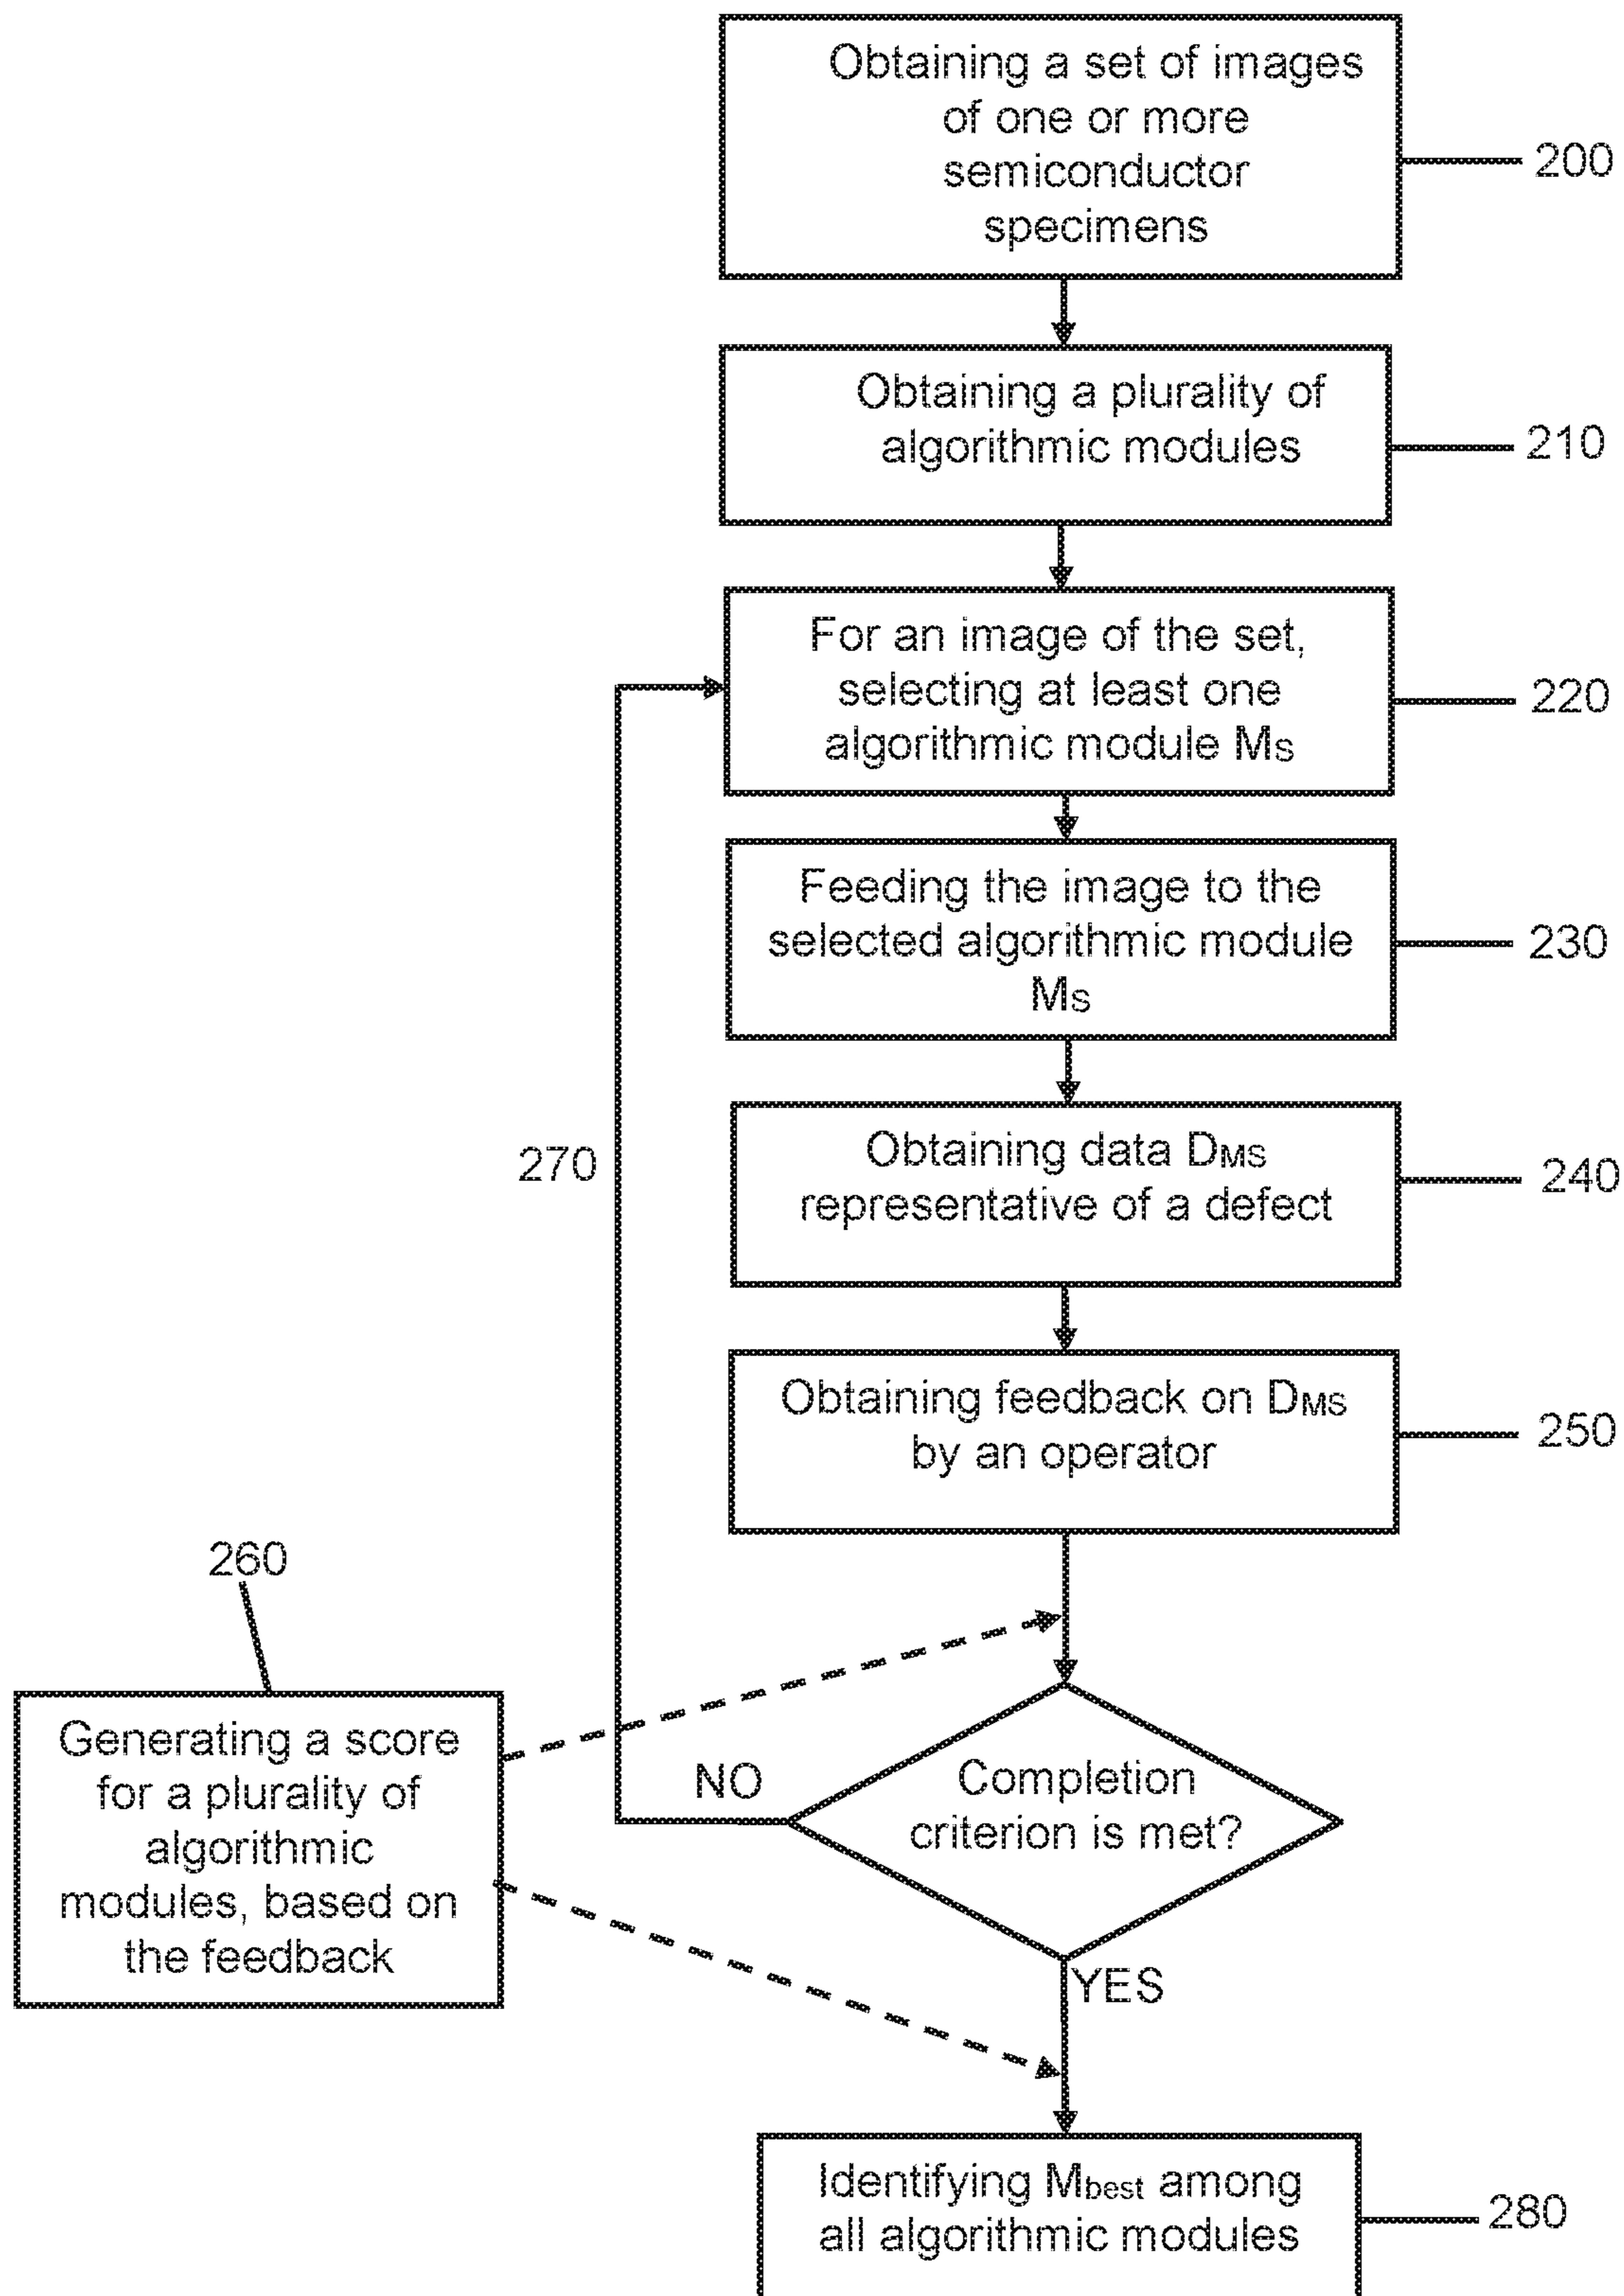 Obtaining a set of images
of one or more
semiconductor
specimens
200
Obtaining a plurality of
algorithmic modules
210
For an image of the set,
selecting at least one
algorithmic module MS
220
Feeding the image to the
selected algorithmic module
MS
230
270
Obtaining data DMS
representative of a defect
240
Obtaining feedback on DMS
by an operator
250
260
Generating a score
for a plurality of
algorithmic
modules, based on
the feedback
NO
Completion
criterion is met?
YES
Identifying Mbest among
all algorithmic modules
280